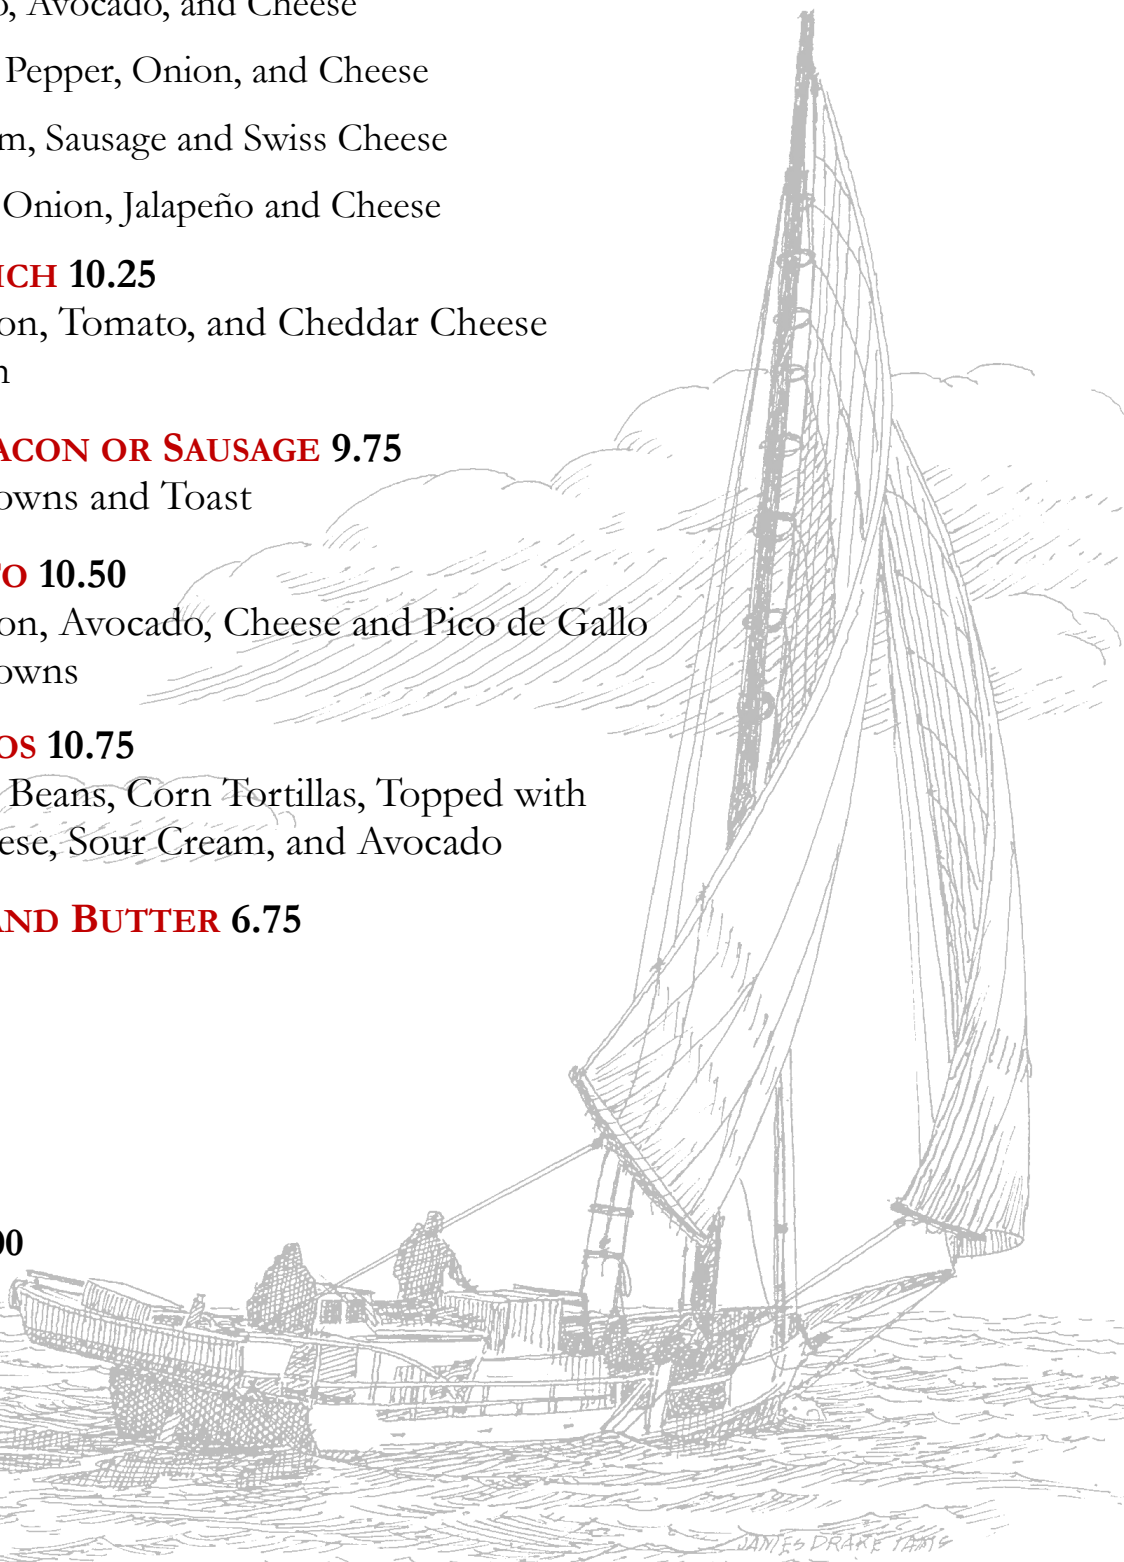 , Avocado, and Cheese
Pepper, Onion, and Cheese
m, Sausage and Swiss Cheese
Onion, Jalapeño and Cheese
ICH 10.25
on, Tomato, and Cheddar Cheese
ACON OR SAUSAGE 9.75
owns and Toast
O 10.50
on, Avocado, Cheese and Pico de Gallo
owns
OS 10.75
Beans, Corn Tortillas, Topped with
ese, Sour Cream, and Avocado
AND BUTTER 6.75
00
JAMES DRAKE